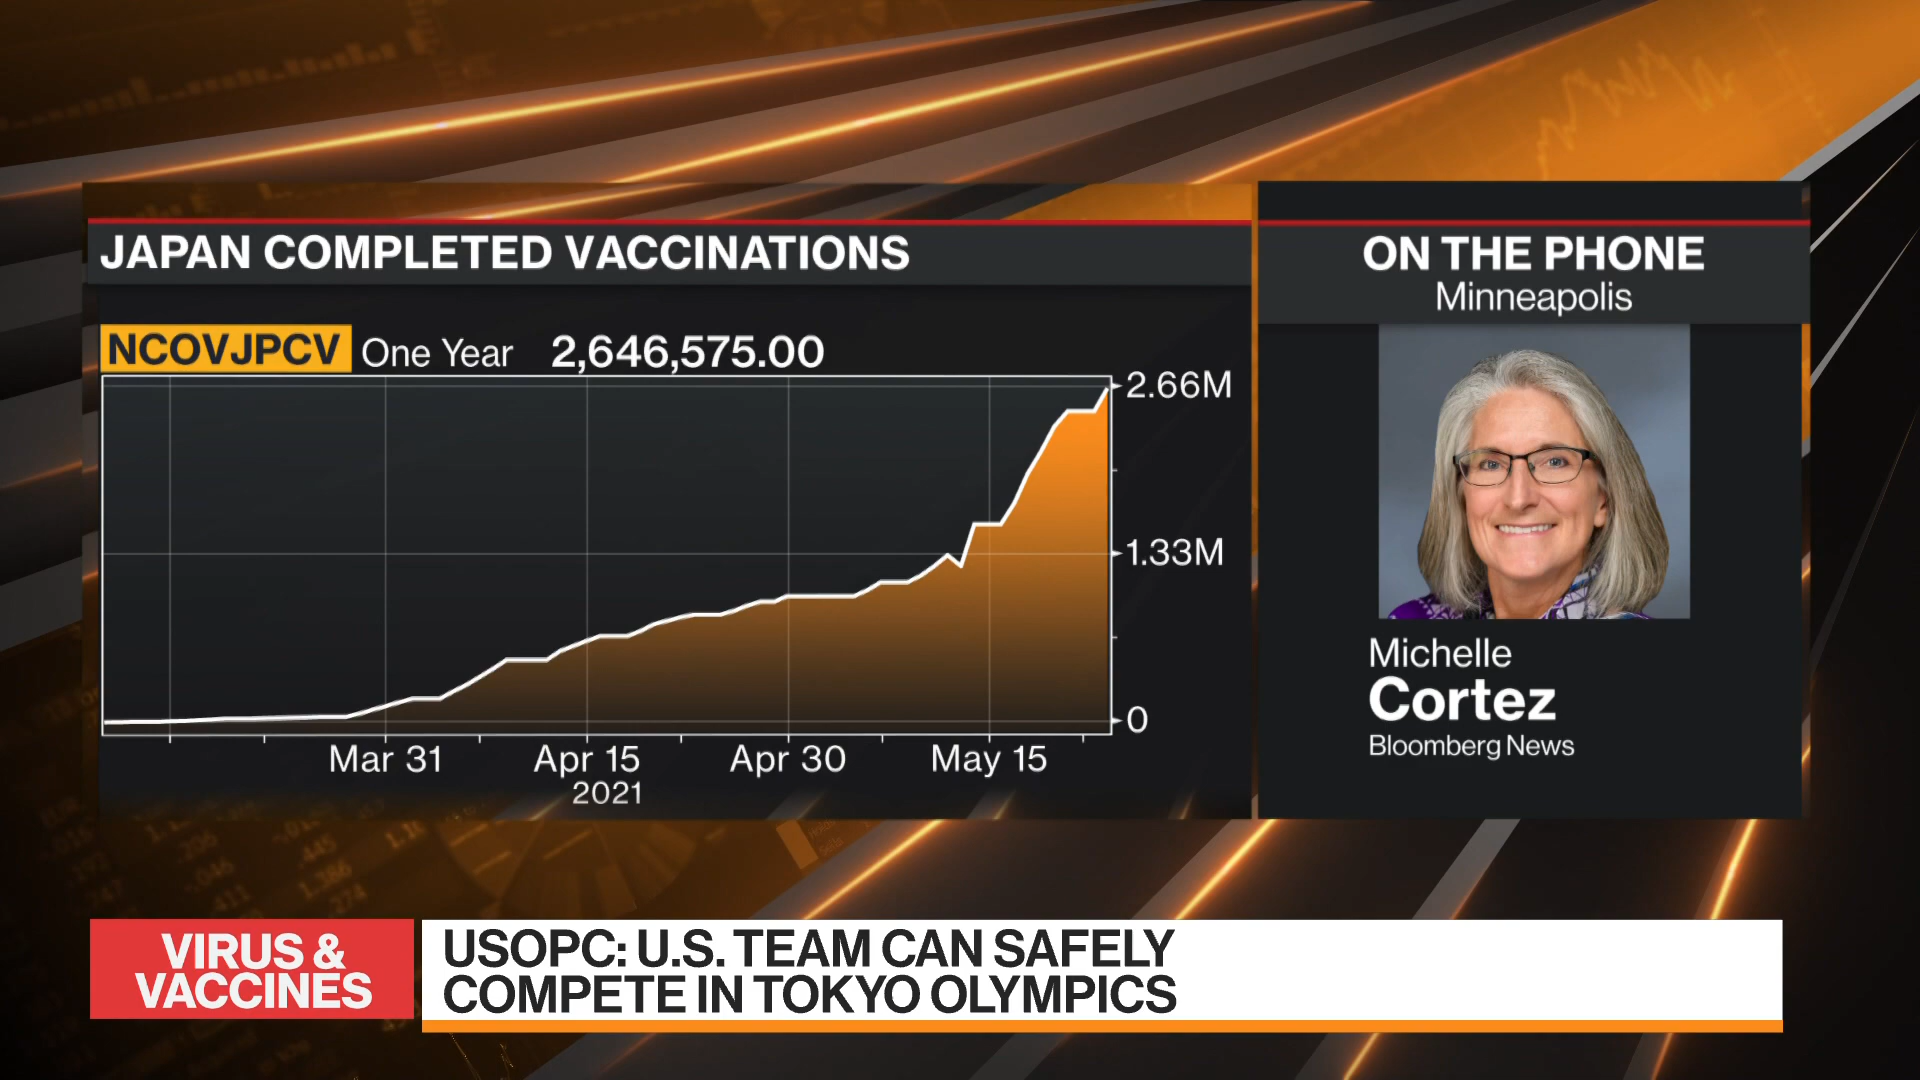 JAPAN COMPLETED VACCINATIONS
NCOVJPCV One Year 2,646,575.00
2.66M
1.33M
0
Mar 31 Apr 15 Apr 30 May 15
2021
ON THE PHONE
Minneapolis
Michelle
Cortez
Bloomberg News
VIRUS &
VACCINES
USOPC: U.S. TEAM CAN SAFELY
COMPETE IN TOKYO OLYMPICS